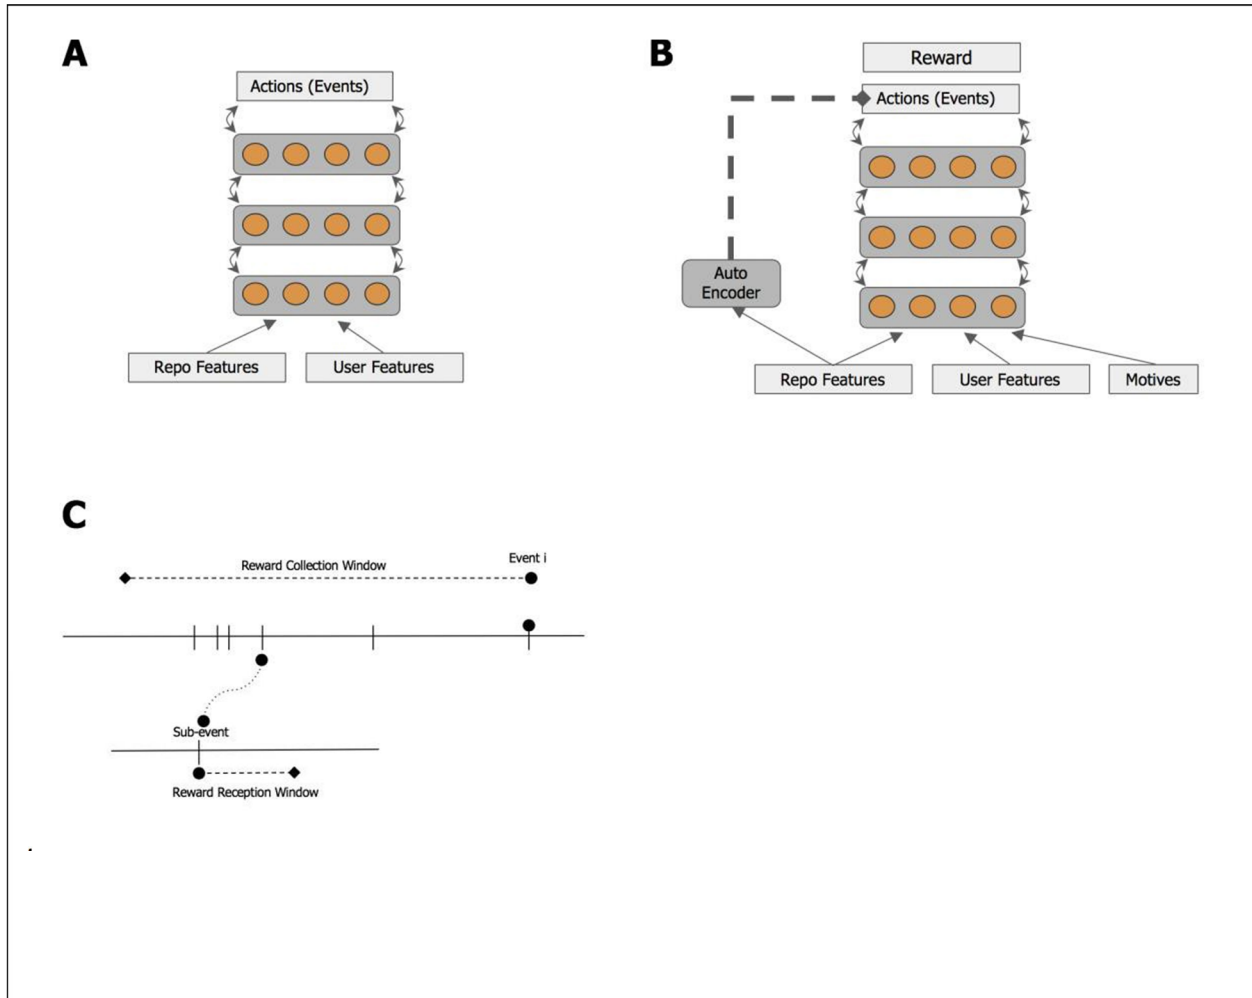 A
Actions (Events)
Repo Features
User Features
B
Reward
Actions (Events)
Auto
Encoder
Repo Features
User Features
Motives
C
Reward Collection Window
Event i
Sub-event
Reward Reception Window